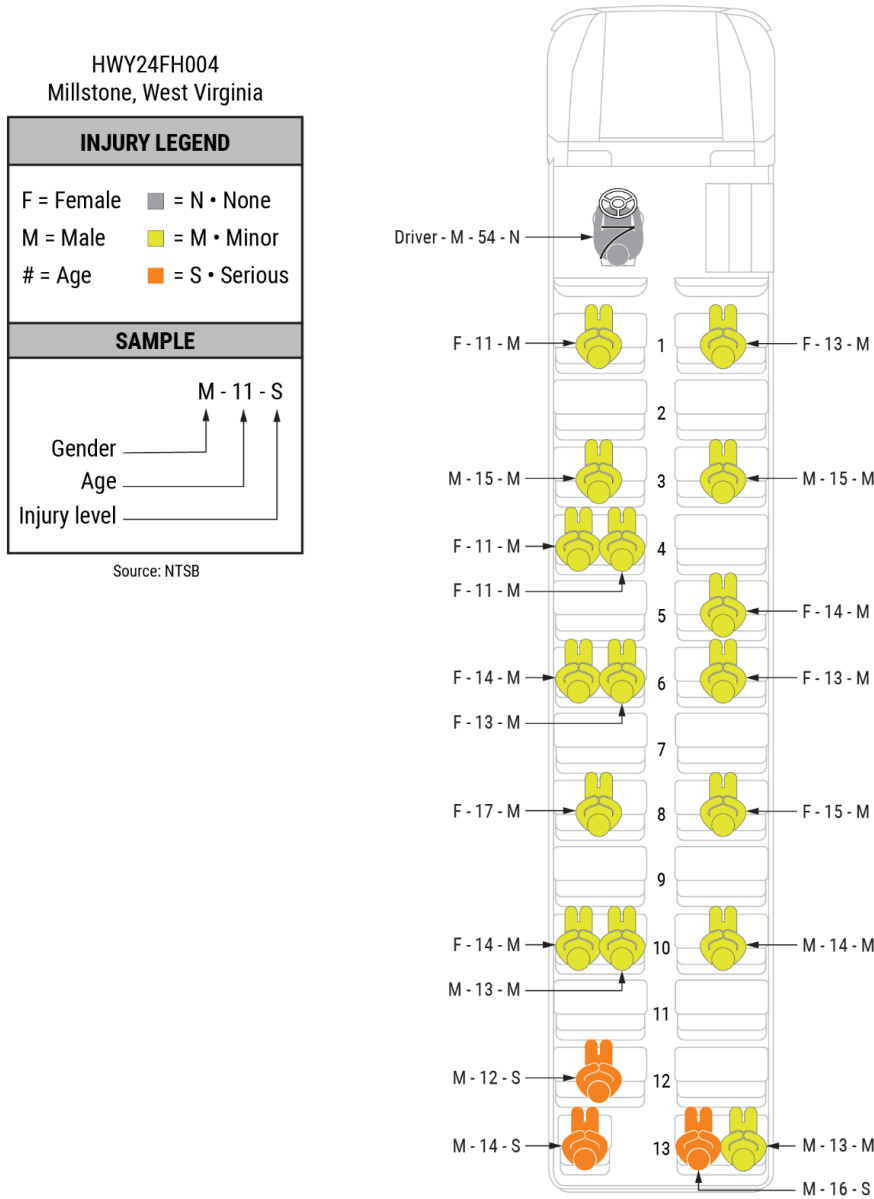 HWY24FH004
Millstone, West Virginia
INJURY LEGEND
F = Female
= N • None
M = Male
= M • Minor
# = Age
= S • Serious
SAMPLE
M - 11 - S
Gender
Age
Injury level
Source: NTSB
Driver - M - 54 - N
F - 11 - M
1
F - 13 - M
2
M - 15 - M
3
M - 15 - M
F - 11 - M
4
F - 11 - M
5
F - 14 - M
F - 14 - M
6
F - 13 - M
F - 13 - M
7
F - 17 - M
8
F - 15 - M
9
F - 14 - M
10
M - 14 - M
M - 13 - M
11
M - 12 - S
12
M - 14 - S
13
M - 13 - M
M - 16 - S